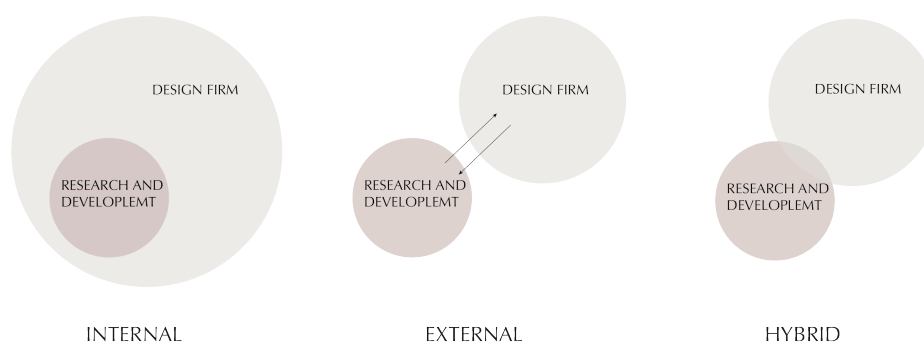 DESIGN FIRM
RESEARCH AND
DEVELOPLEMT
INTERNAL
DESIGN FIRM
RESEARCH AND
DEVELOPLEMT
EXTERNAL
DESIGN FIRM
RESEARCH AND
DEVELOPLEMT
HYBRID